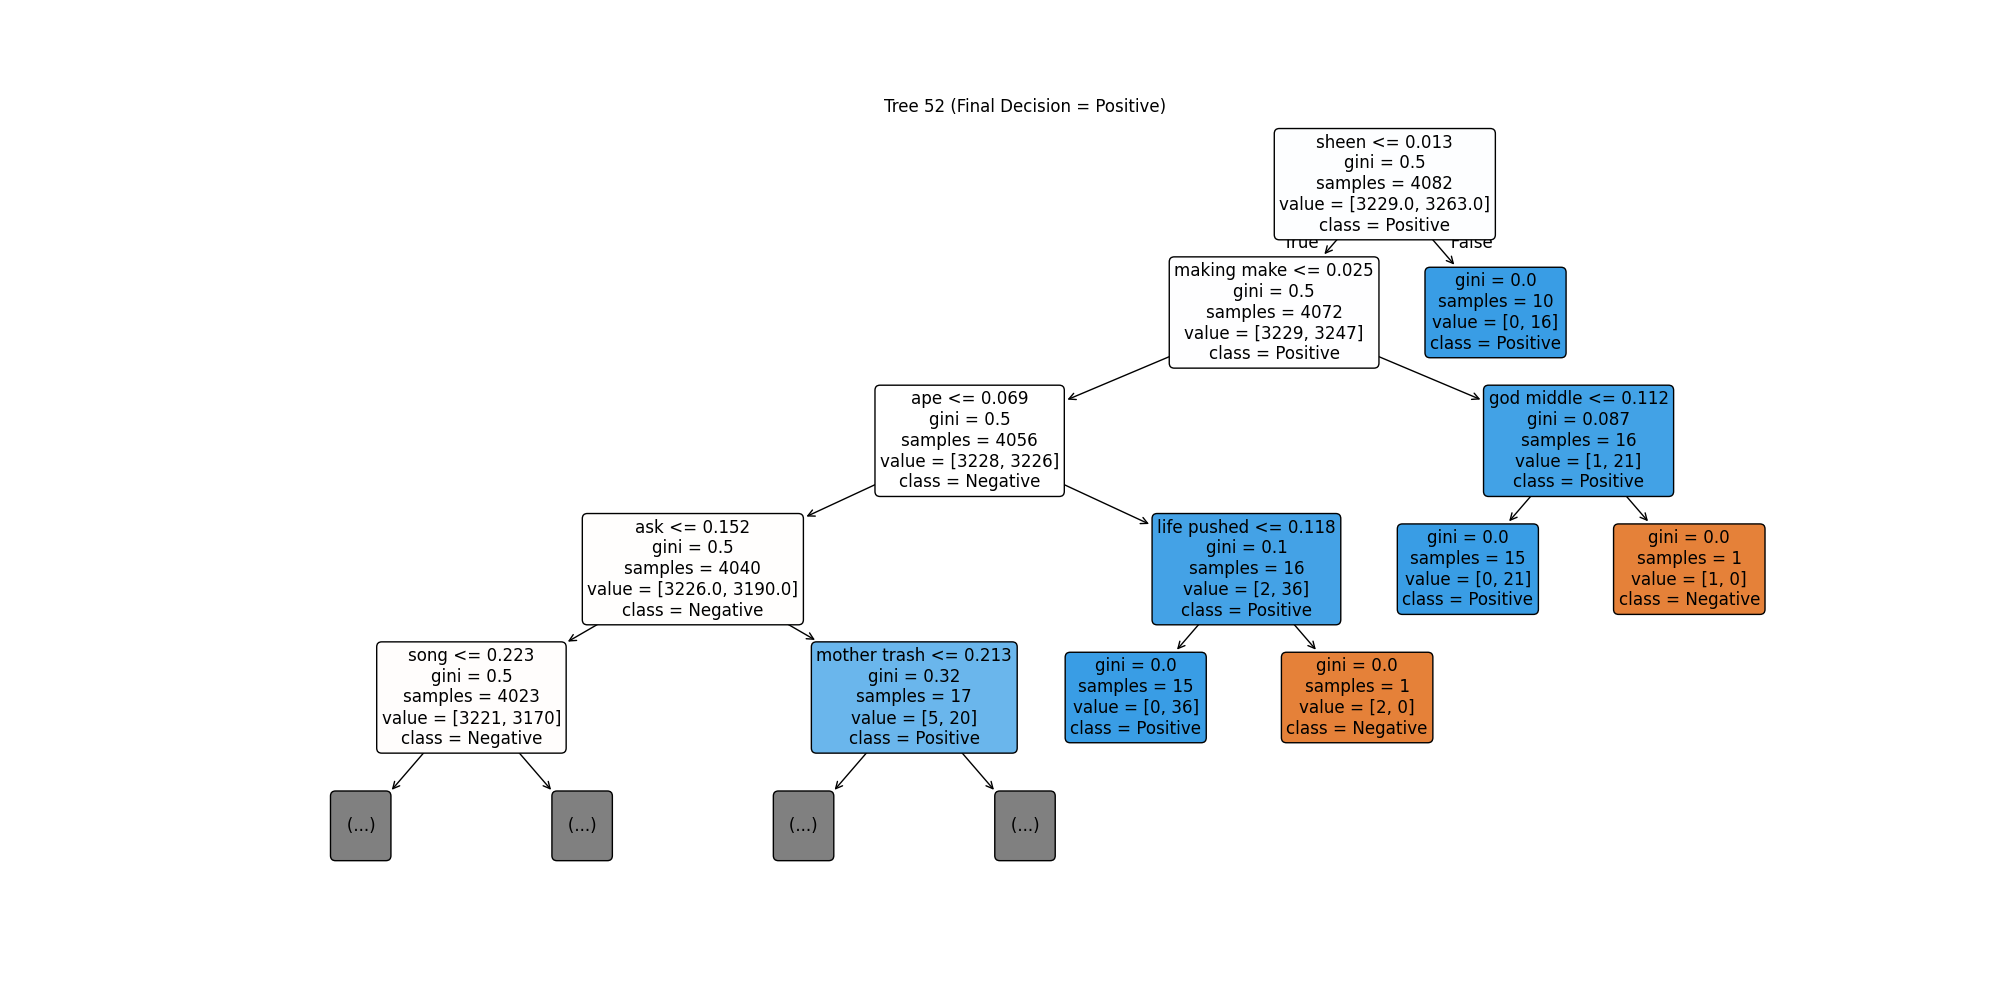 Tree 52 (Final Decision = Positive)
sheen <= 0.013
gini = 0.5
samples = 4082
value = [3229.0, 3263.0]
class = Positive
True
False
making make <= 0.025
gini = 0.5
samples = 4072
value = [3229, 3247]
class = Positive
gini = 0.0
samples = 10
value = [0, 16]
class = Positive
ape <= 0.069
gini = 0.5
samples = 4056
value = [3228, 3226]
class = Negative
god middle <= 0.112
gini = 0.087
samples = 16
value = [1, 21]
class = Positive
ask <= 0.152
gini = 0.5
samples = 4040
value = [3226.0, 3190.0]
class = Negative
life pushed <= 0.118
gini = 0.1
samples = 16
value = [2, 36]
class = Positive
gini = 0.0
samples = 15
value = [0, 21]
class = Positive
gini = 0.0
samples = 1
value = [1, 0]
class = Negative
song <= 0.223
gini = 0.5
samples = 4023
value = [3221, 3170]
class = Negative
mother trash <= 0.213
gini = 0.32
samples = 17
value = [5, 20]
class = Positive
gini = 0.0
samples = 15
value = [0, 36]
class = Positive
gini = 0.0
samples = 1
value = [2, 0]
class = Negative
(...)
(...)
(...)
(...)